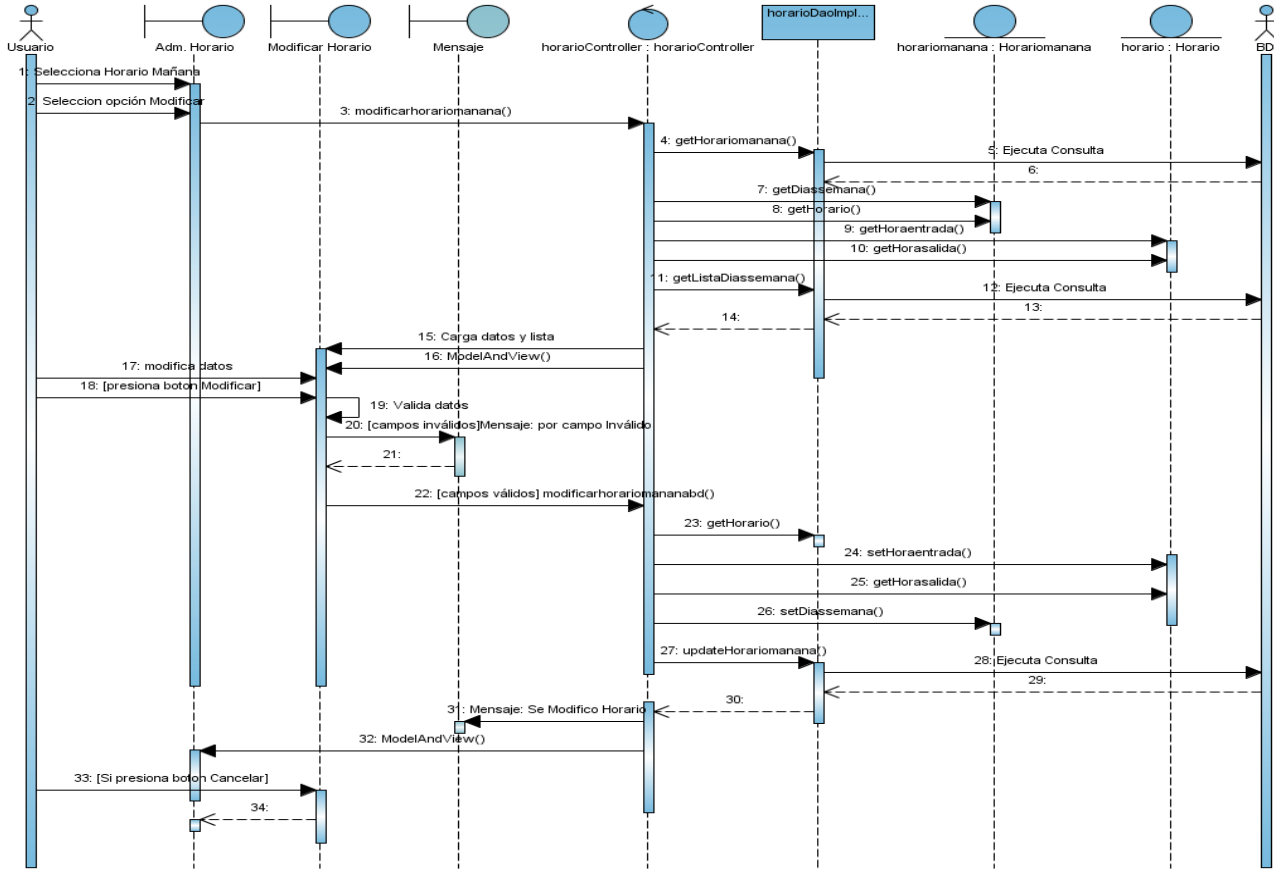 Usuario
Adm. Horario
Modificar Horario
Mensaje
horarioController : horarioController
horarioDaoImpl...
horariomanana : Horariomanana
horario : Horario
BD
1: Selecciona Horario Mañana
2: Seleccion opción Modificar
3: modificarhorariomanana()
4: getHorariomanana()
5: Ejecuta Consulta
6:
7: getDiassemana()
8: getHorario()
9: getHoraentrada()
10: getHorasalida()
11: getListaDiassemana()
12: Ejecuta Consulta
13:
14:
15: Carga datos y lista
16: ModelAndView()
17: modifica datos
18: [presiona boton Modificar]
19: Valida datos
20: [campos inválidos]Mensaje: por campo Inválido
21:
22: [campos válidos] modificarhorariomananabd()
23: getHorario()
24: setHoraentrada()
25: getHorasalida()
26: setDiassemana()
27: updateHorariomanana()
28: Ejecuta Consulta
29:
30:
31: Mensaje: Se Modifico Horario
32: ModelAndView()
33: [Si presiona boton Cancelar]
34: